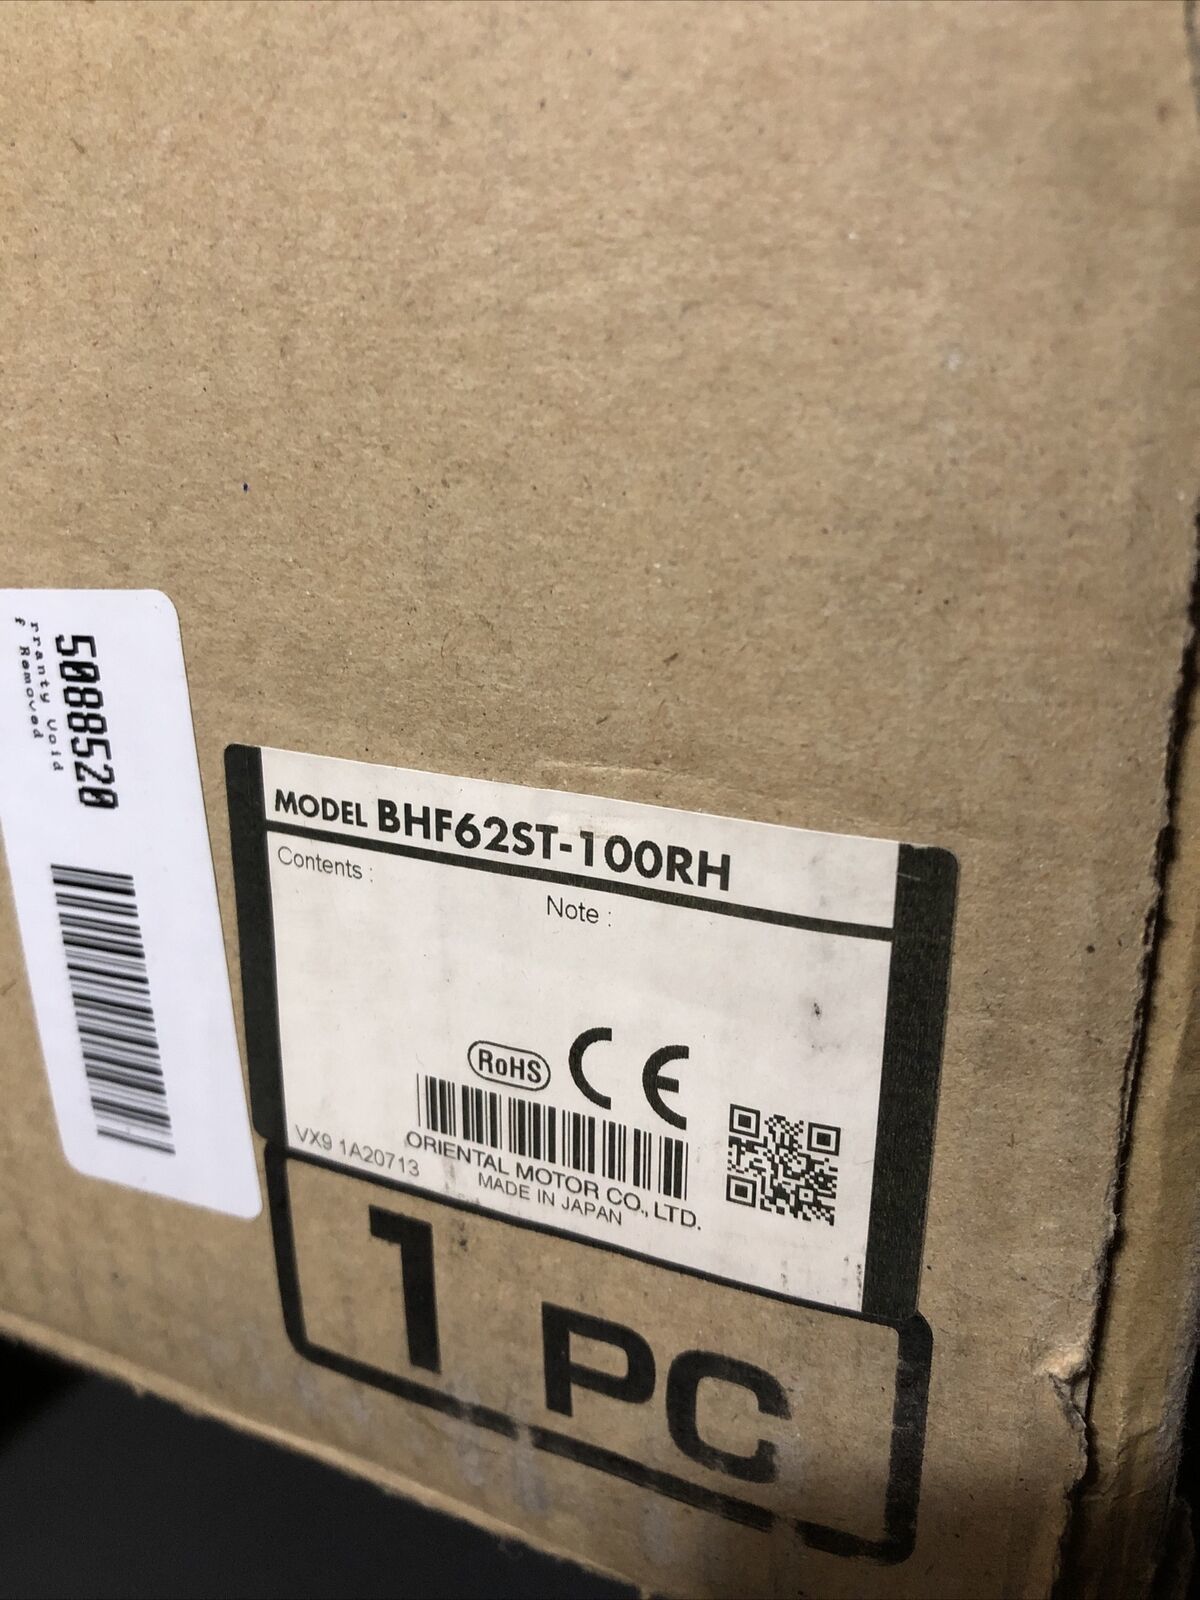 5088520
rranty Void
f Removed
MODEL BHF62ST-100RH
Contents :
Note :
RoHS CE
VX9 1A20713
ORIENTAL MOTOR CO., LTD.
MADE IN JAPAN
1 PC